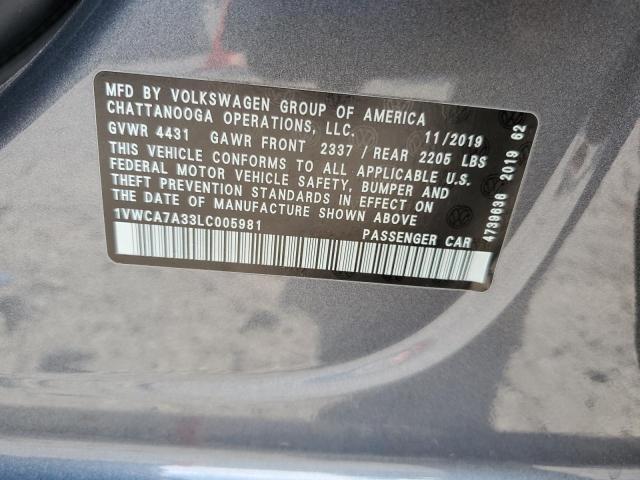 MFD BY VOLKSWAGEN GROUP OF AMERICA
CHATTANOOGA OPERATIONS, LLC. 11/2019
GVWR 4431 GAWR FRONT 2337 / REAR 2205 LBS
THIS VEHICLE CONFORMS TO ALL APPLICABLE U.S.
FEDERAL MOTOR VEHICLE SAFETY, BUMPER AND
THEFT PREVENTION STANDARDS IN EFFECT ON
THE DATE OF MANUFACTURE SHOWN ABOVE
1VWCA7A33LC005981 PASSENGER CAR
4739636 2019 62